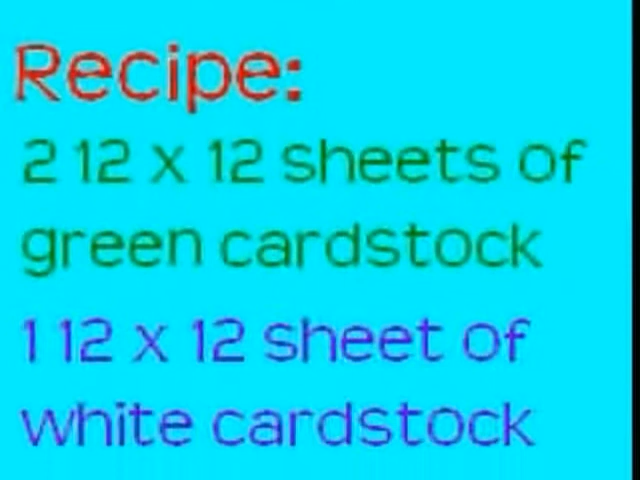 Recipe:
2 12 x 12 sheets of
green cardstock
1 12 x 12 sheet of
white cardstock